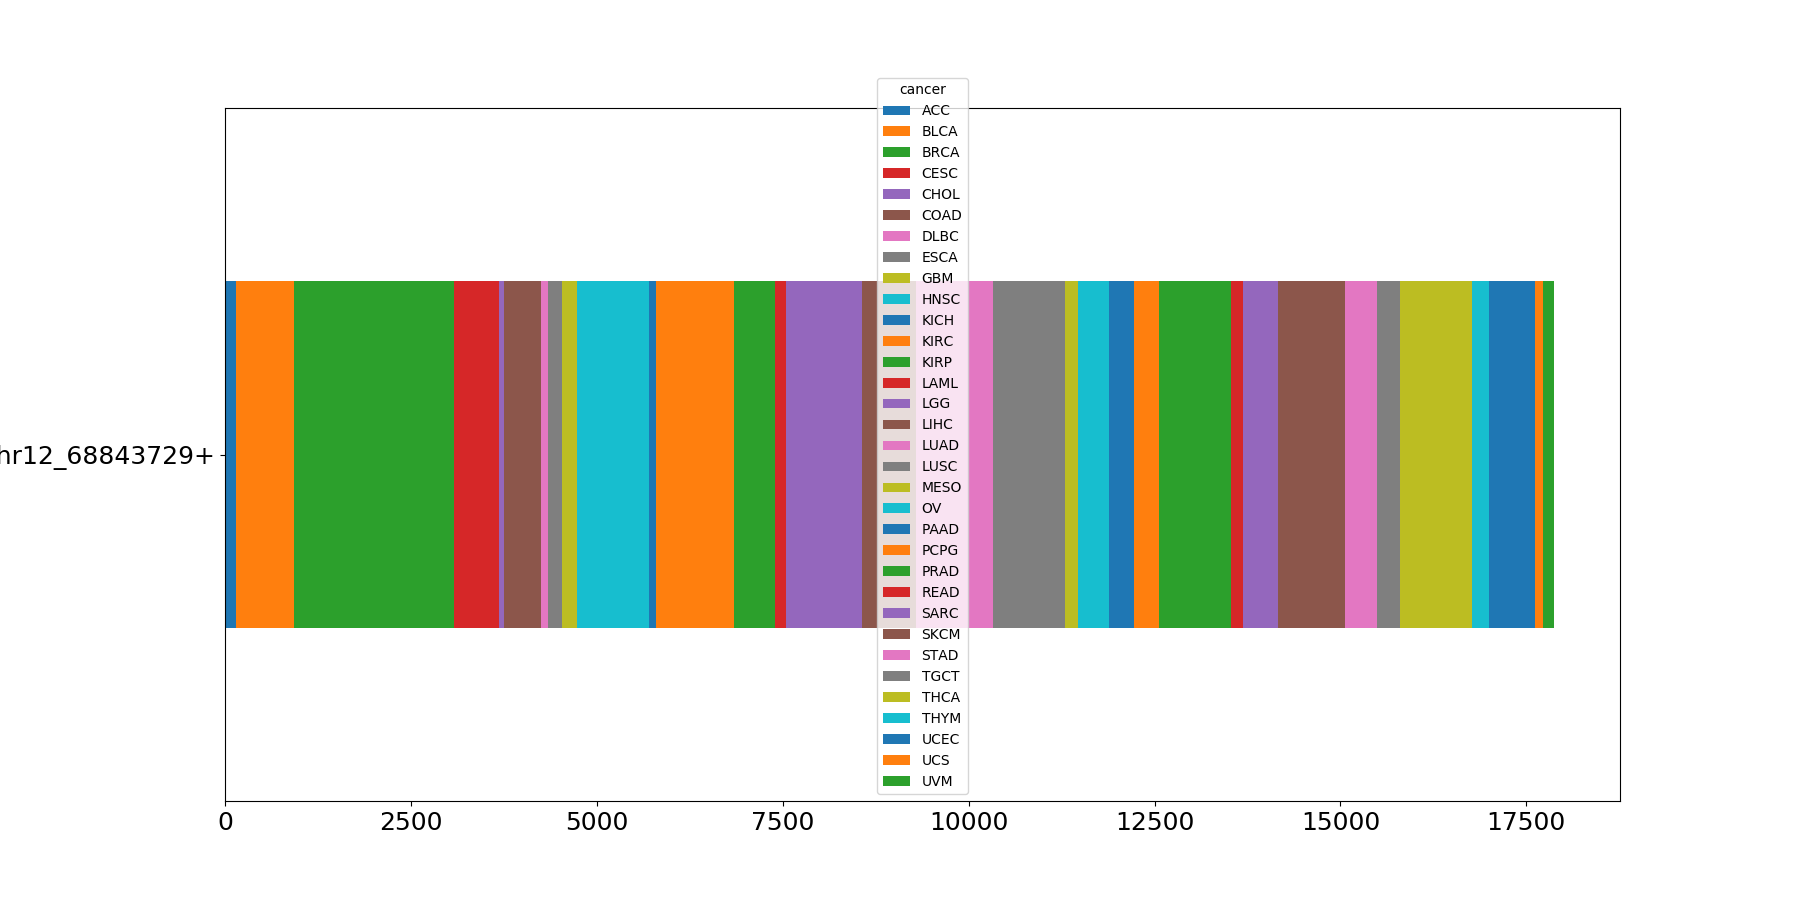 cancer
ACC
BLCA
BRCA
CESC
CHOL
COAD
DLBC
ESCA
GBM
HNSC
KICH
KIRC
KIRP
LAML
LGG
LIHC
LUAD
LUSC
MESO
OV
PAAD
PCPG
PRAD
READ
SARC
SKCM
STAD
TGCT
THCA
THYM
UCEC
UCS
UVM
hr12_68843729+
0 2500 5000 7500 10000 12500 15000 17500